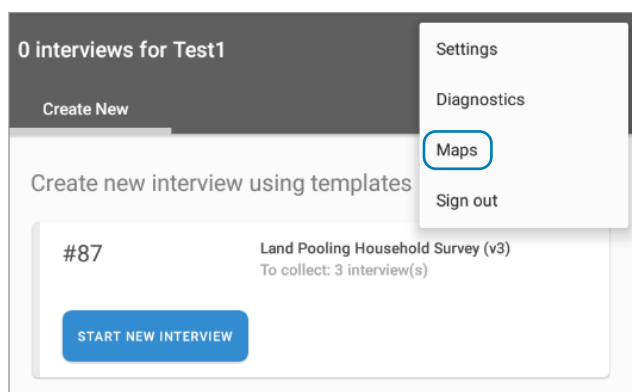 0 interviews for Test1
Settings
Diagnostics
Maps
Sign out
Create New
Create new interview using templates
#87
Land Pooling Household Survey (v3)
To collect: 3 interview(s)
START NEW INTERVIEW